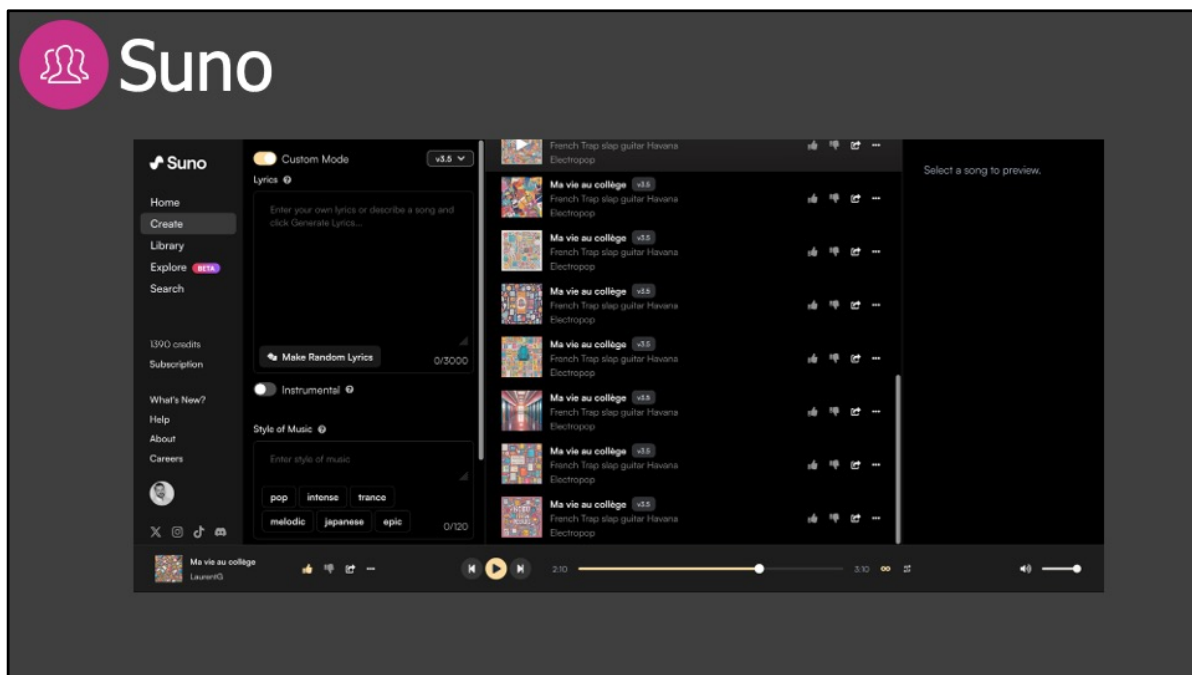 Suno
Suno
Home
Create
Library
Explore BETA
Search
1390 credits
Subscription
What's New?
Help
About
Careers
Custom Mode
v3.5
Lyrics
Enter your own lyrics or describe a song and
click Generate Lyrics...
Make Random Lyrics
0/3000
Instrumental
Style of Music
Enter style of music
pop intense trance
melodic japanese epic
0/120
French Trap slap guitar Havana
Electropop
Ma vie au collège v3.5
French Trap slap guitar Havana
Electropop
Ma vie au collège v3.5
French Trap slap guitar Havana
Electropop
Ma vie au collège v3.5
French Trap slap guitar Havana
Electropop
Ma vie au collège v3.5
French Trap slap guitar Havana
Electropop
Ma vie au collège v3.5
French Trap slap guitar Havana
Electropop
Ma vie au collège v3.5
French Trap slap guitar Havana
Electropop
Ma vie au collège v3.5
French Trap slap guitar Havana
Electropop
Select a song to preview.
Ma vie au collège
LaurentG
2:10
3:10